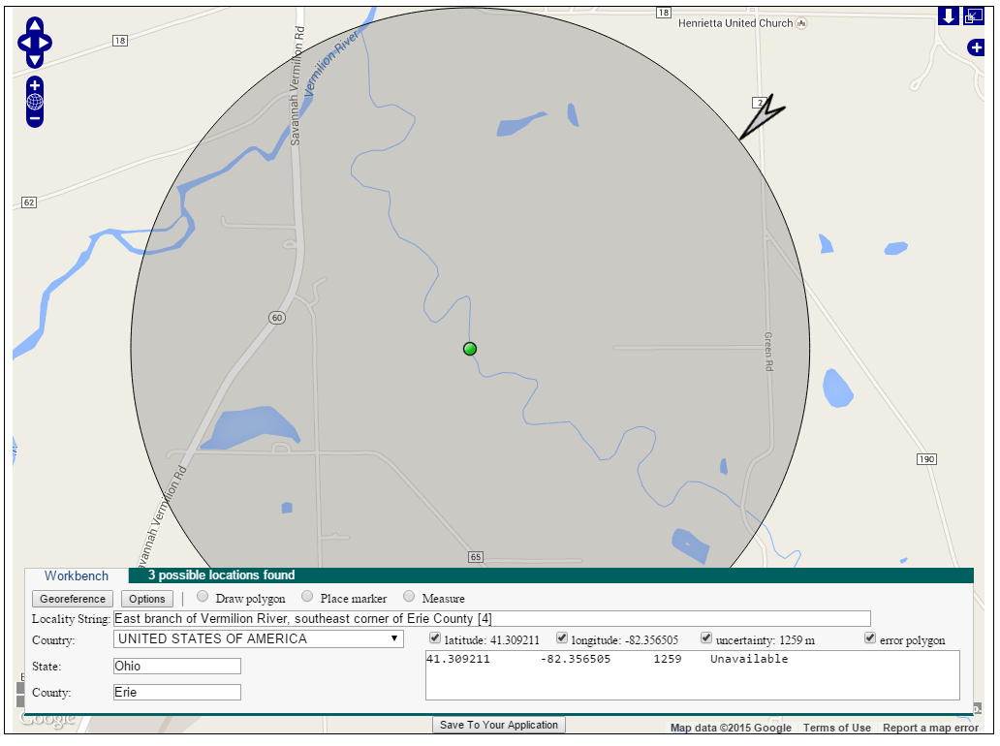 18
Henrietta United Church
18
Vermilion River
Savannah Vermilion Rd
2
62
60
Green Rd
190
avannah Vermilion Rd
65
Workbench 3 possible locations found
Georeference Options | Draw polygon Place marker Measure
Locality String: East branch of Vermilion River, southeast corner of Erie County [4]
Country: UNITED STATES OF AMERICA latitude: 41.309211 longitude: -82.356505 uncertainty: 1259 m error polygon
41.309211 -82.356505 1259 Unavailable
State: Ohio
County: Erie
Google
Save To Your Application
Map data ©2015 Google Terms of Use Report a map error